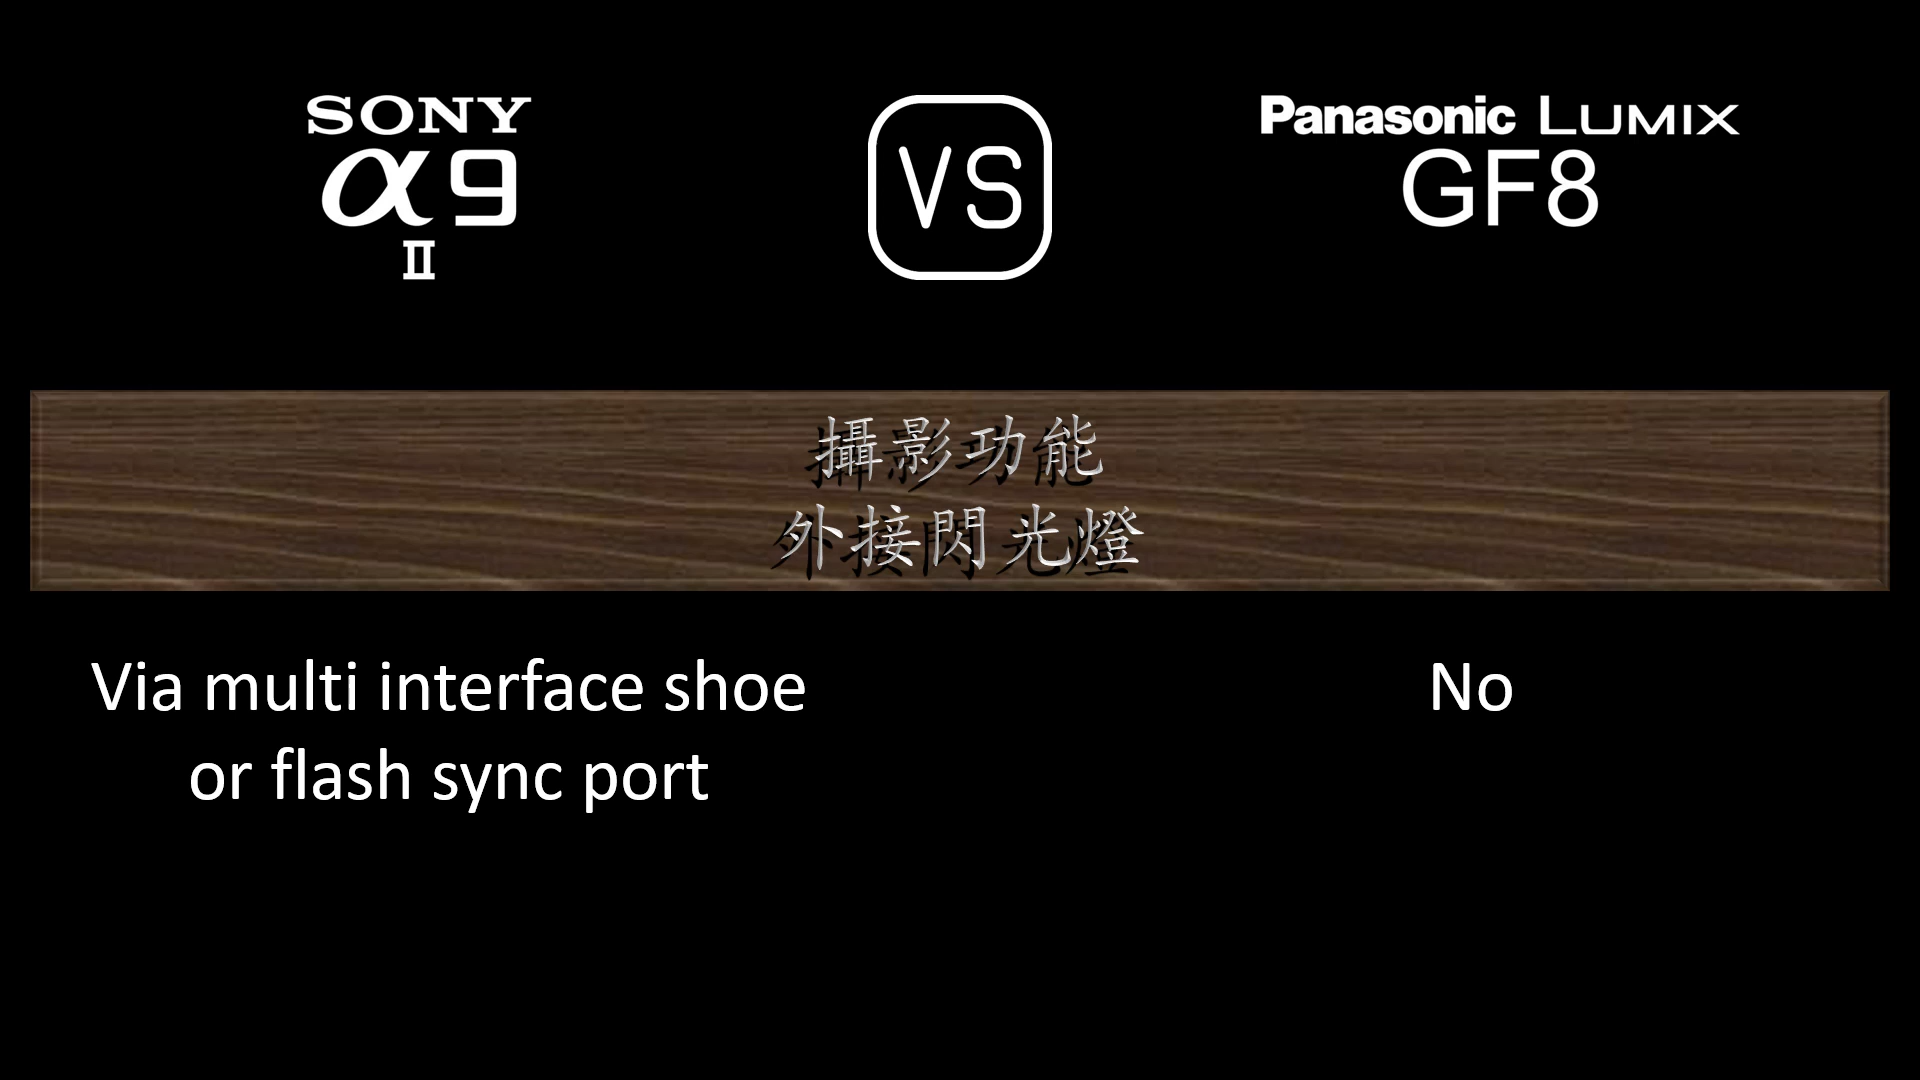 SONY
α9
II
VS
Panasonic LUMIX
GF8
攝影功能
外接閃光燈
Via multi interface shoe
or flash sync port
No